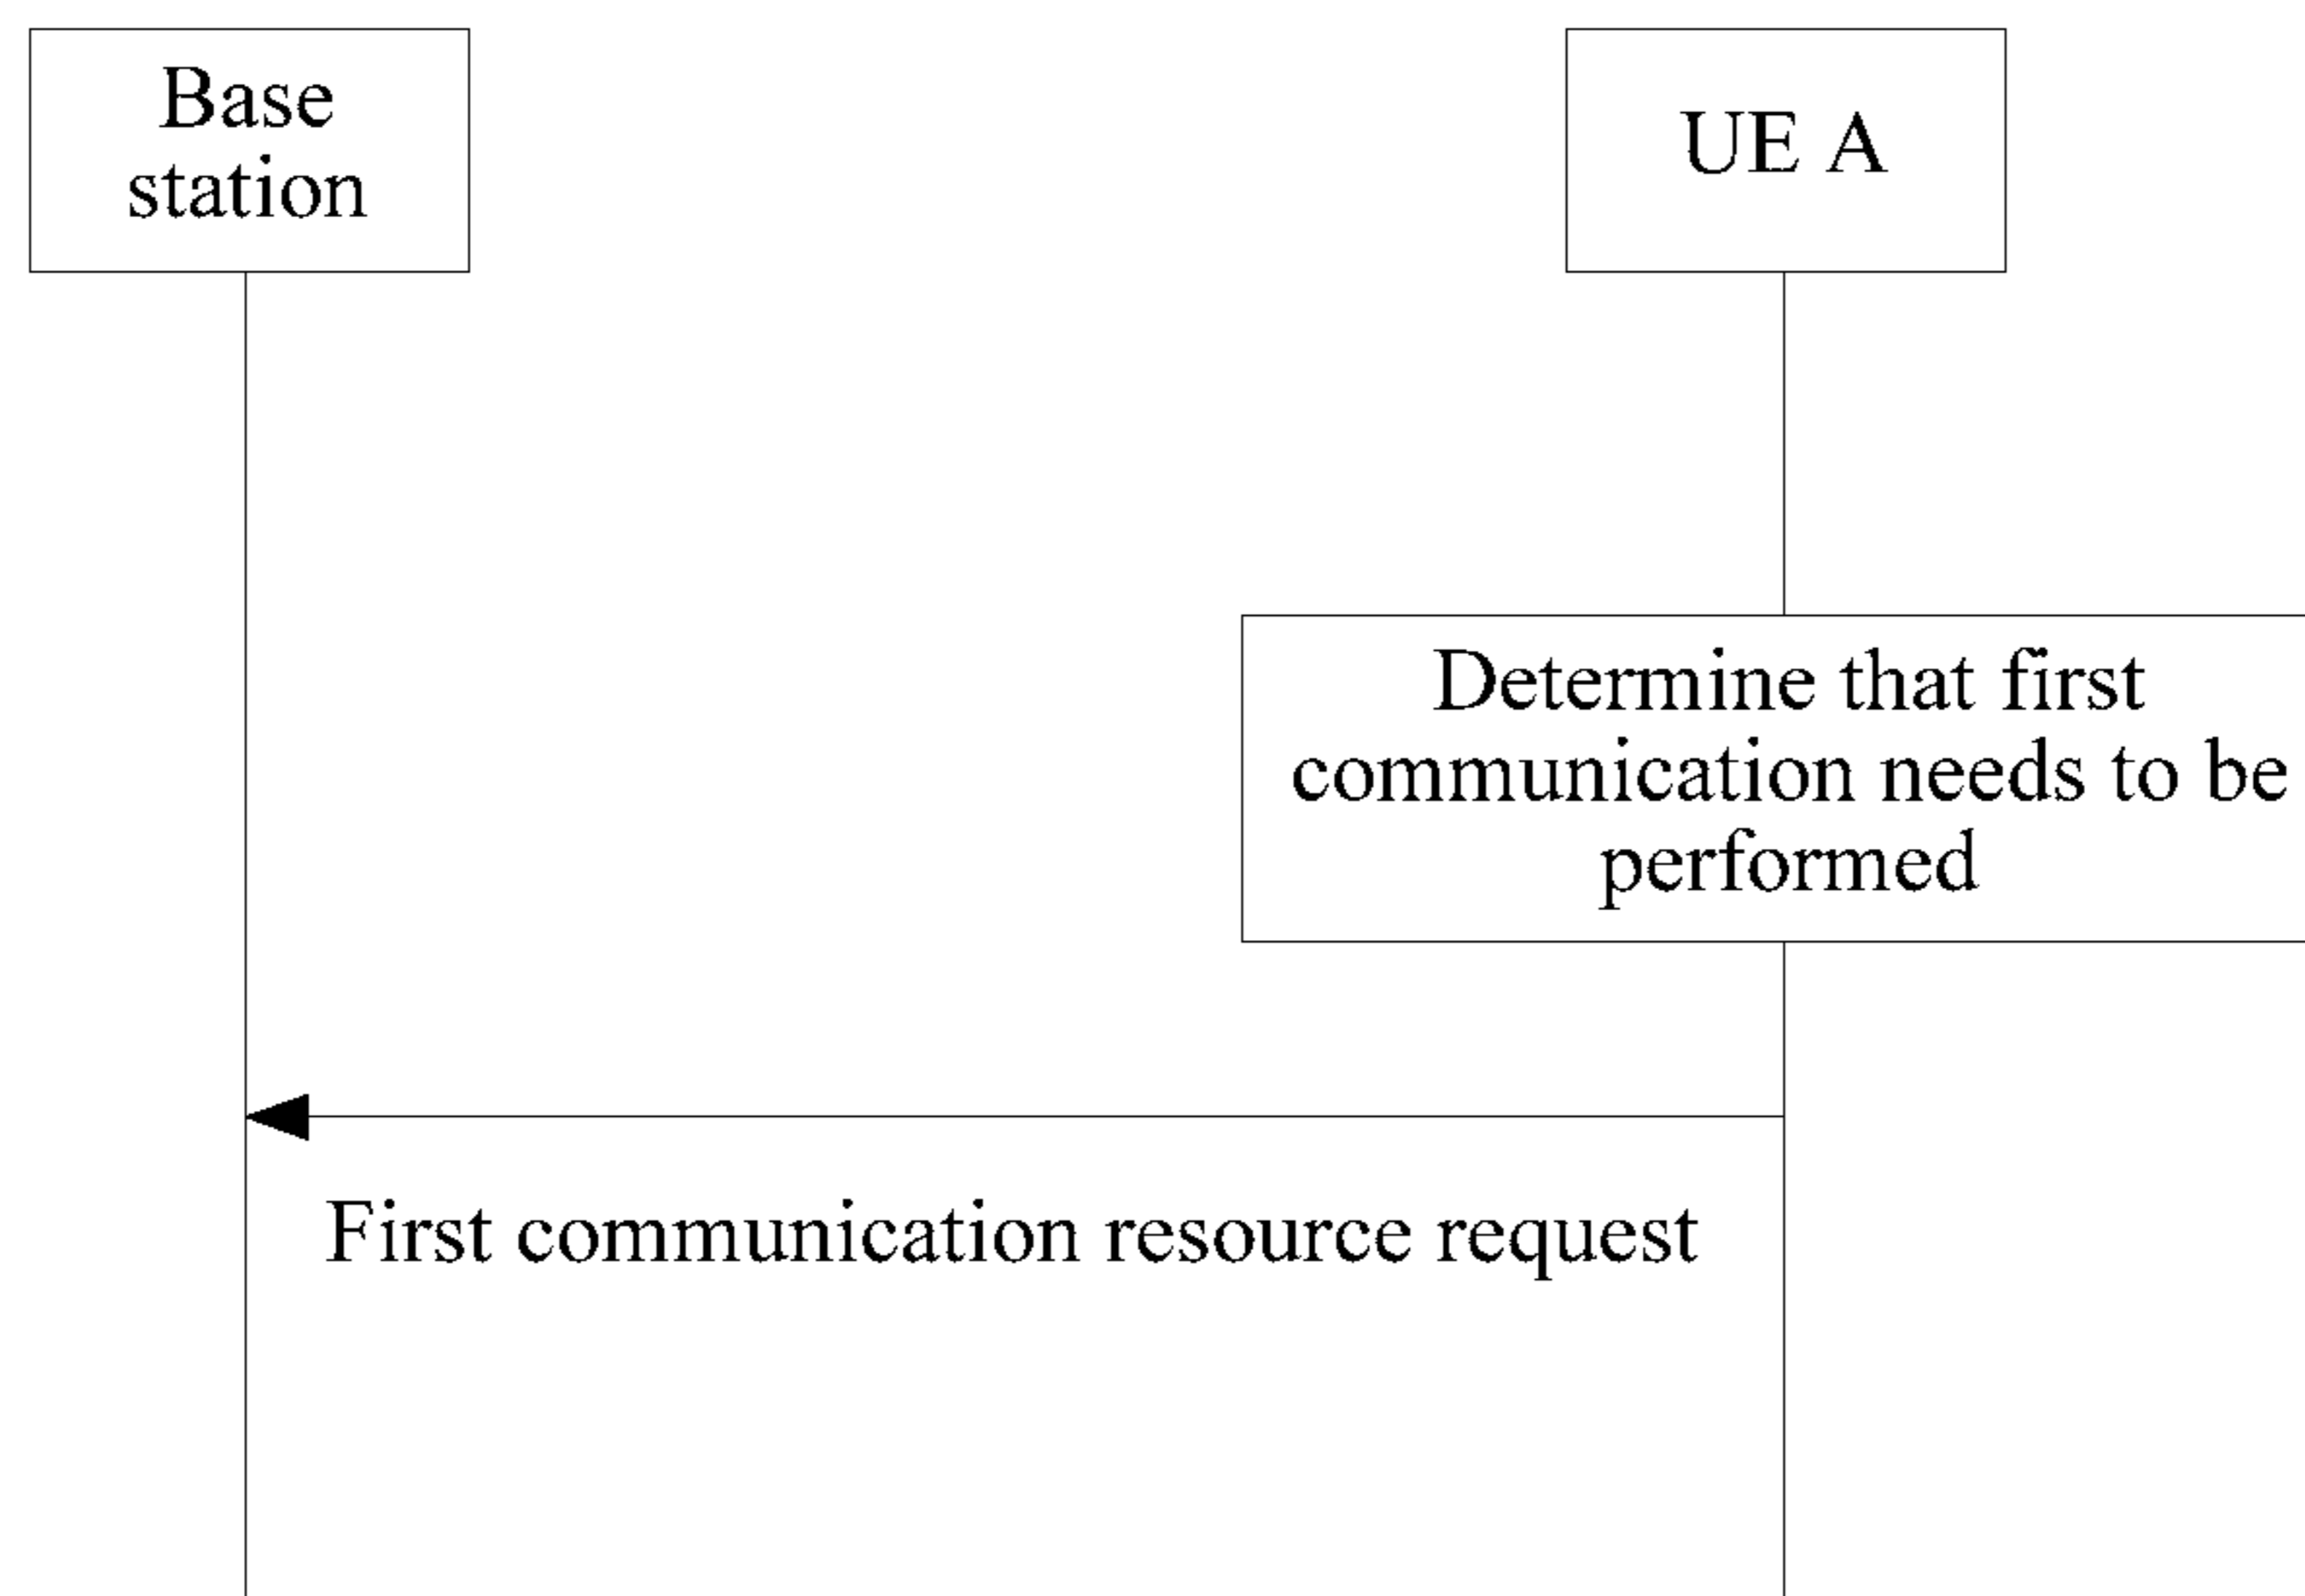 Base
station
UE A
Determine that first
communication needs to be
performed
First communication resource request